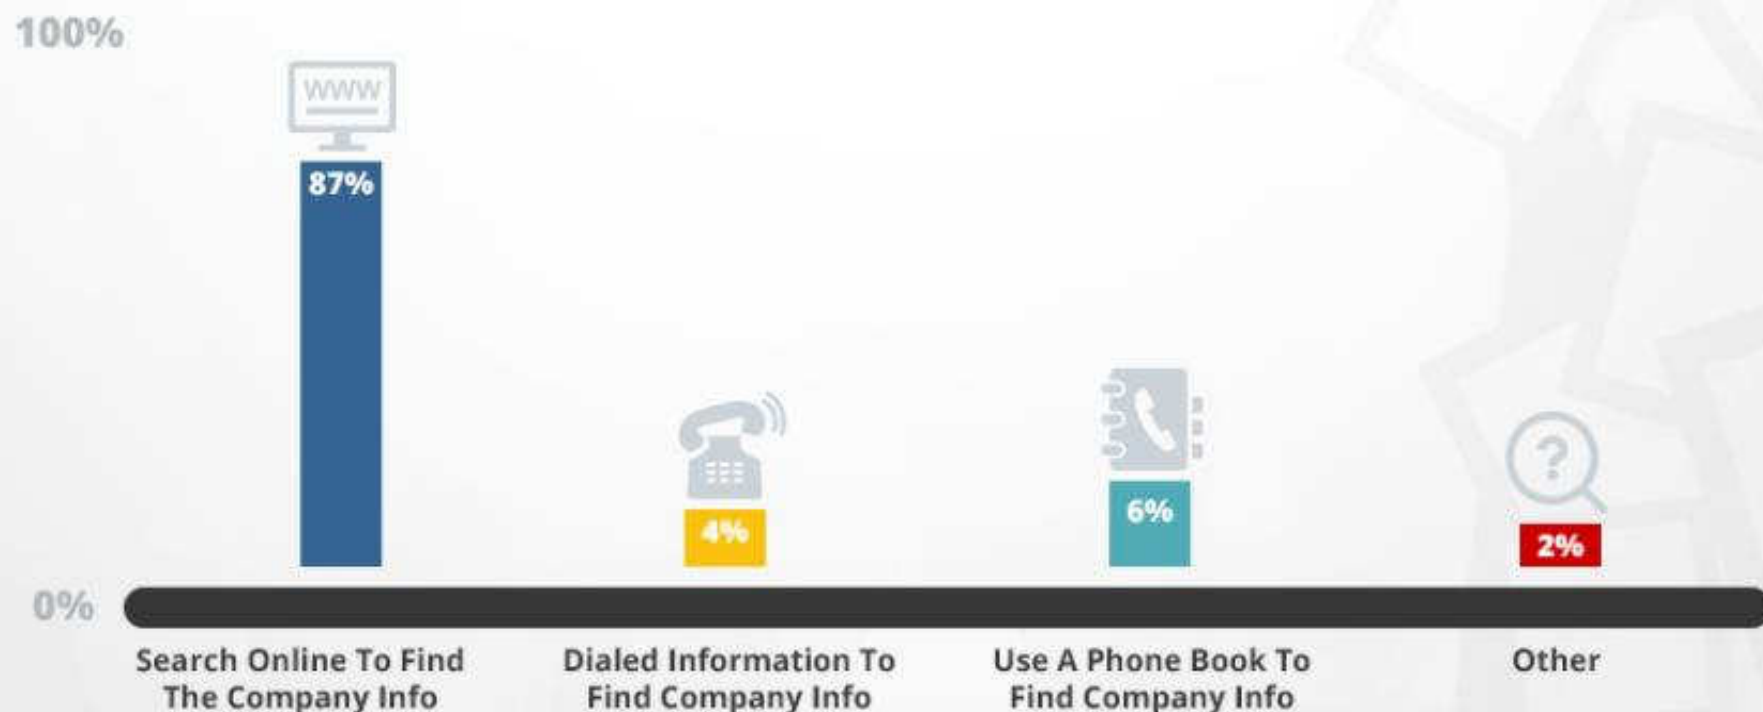 100%
WWW
87%
4%
6%
?
2%
0%
Search Online To Find
The Company Info
Dialed Information To
Find Company Info
Use A Phone Book To
Find Company Info
Other